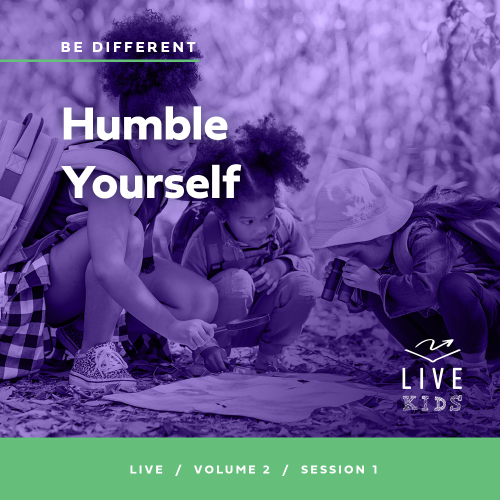 BE DIFFERENT
Humble
Yourself
LIVE
KIDS
LIVE / VOLUME 2 / SESSION 1